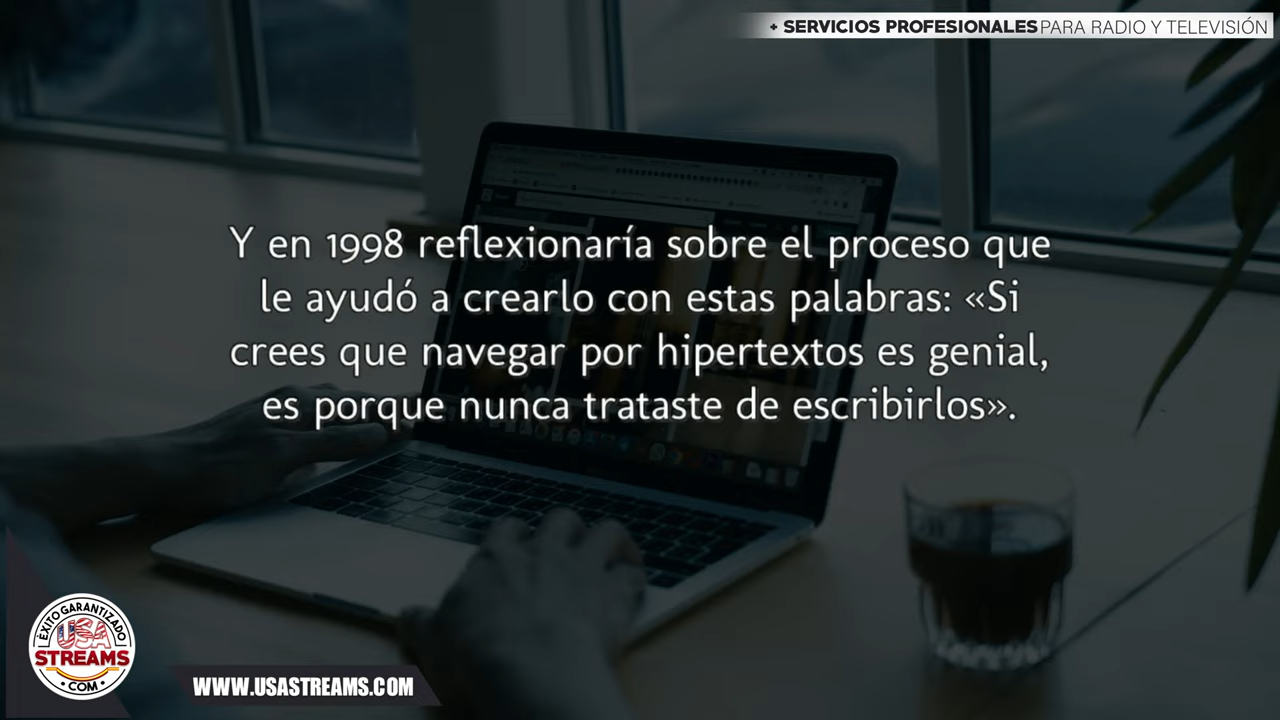 + SERVICIOS PROFESIONALES PARA RADIO Y TELEVISIÓN
Y en 1998 reflexionaría sobre el proceso que
le ayudó a crearlo con estas palabras: «Si
crees que navegar por hipertextos es genial,
es porque nunca trataste de escribirlos».
ÉXITO GARANTIZADO
USA
STREAMS
• COM •
WWW.USASTREAMS.COM